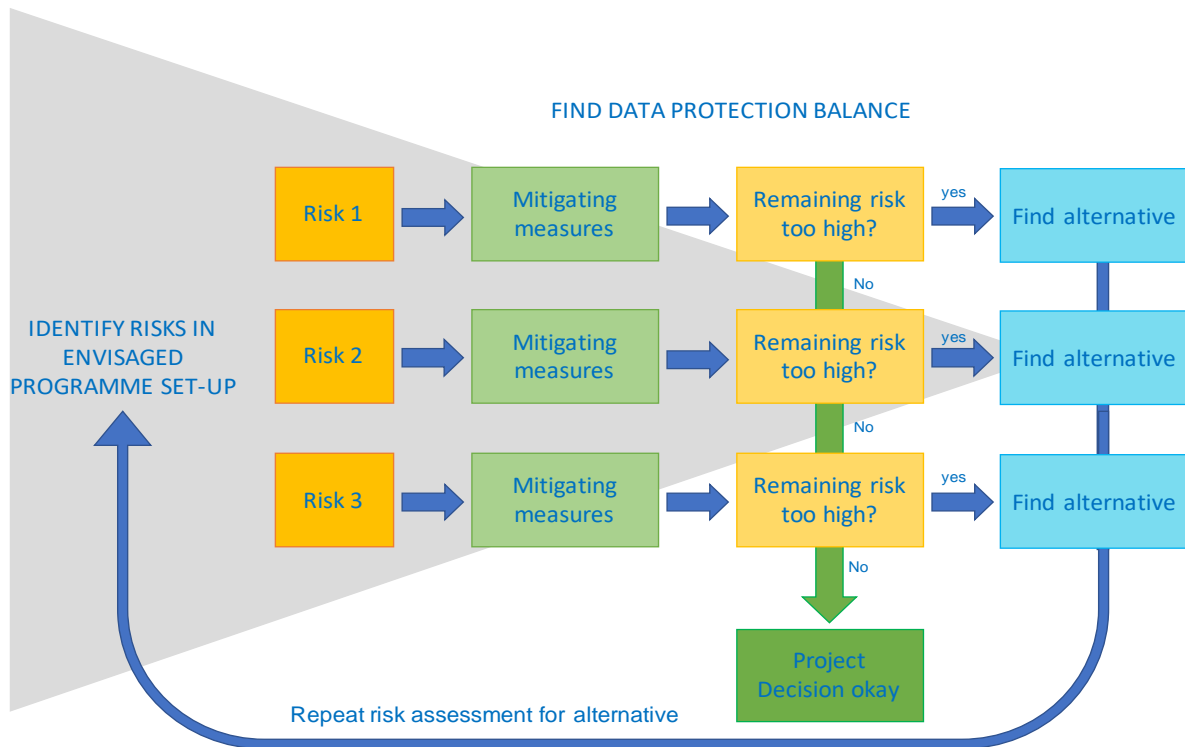 FIND DATA PROTECTION BALANCE
Risk 1
Mitigating
measures
Remaining risk
too high?
yes
Find alternative
No
IDENTIFY RISKS IN
ENVISAGED
PROGRAMME SET-UP
Risk 2
Mitigating
measures
Remaining risk
too high?
yes
Find alternative
No
Risk 3
Mitigating
measures
Remaining risk
too high?
yes
Find alternative
No
Project
Decision okay
Repeat risk assessment for alternative